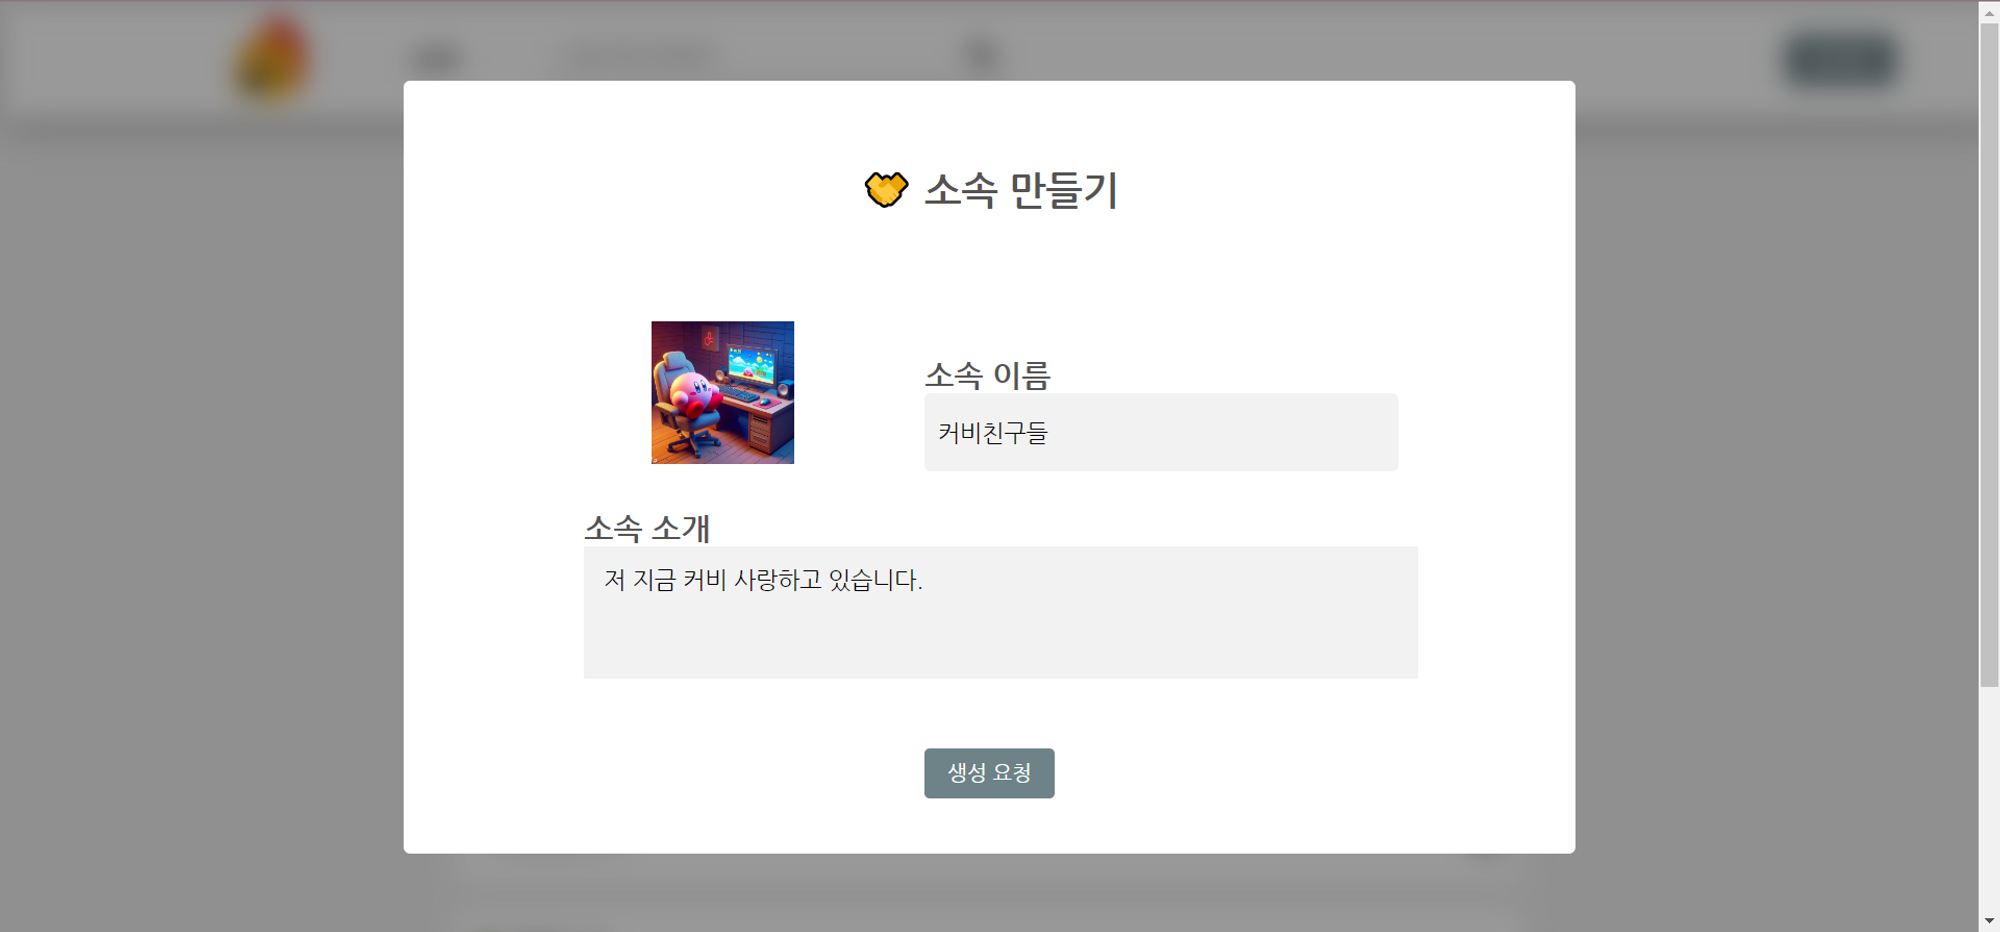 소속 만들기
소속 이름
커비친구들
소속 소개
저 지금 커비 사랑하고 있습니다.
생성 요청